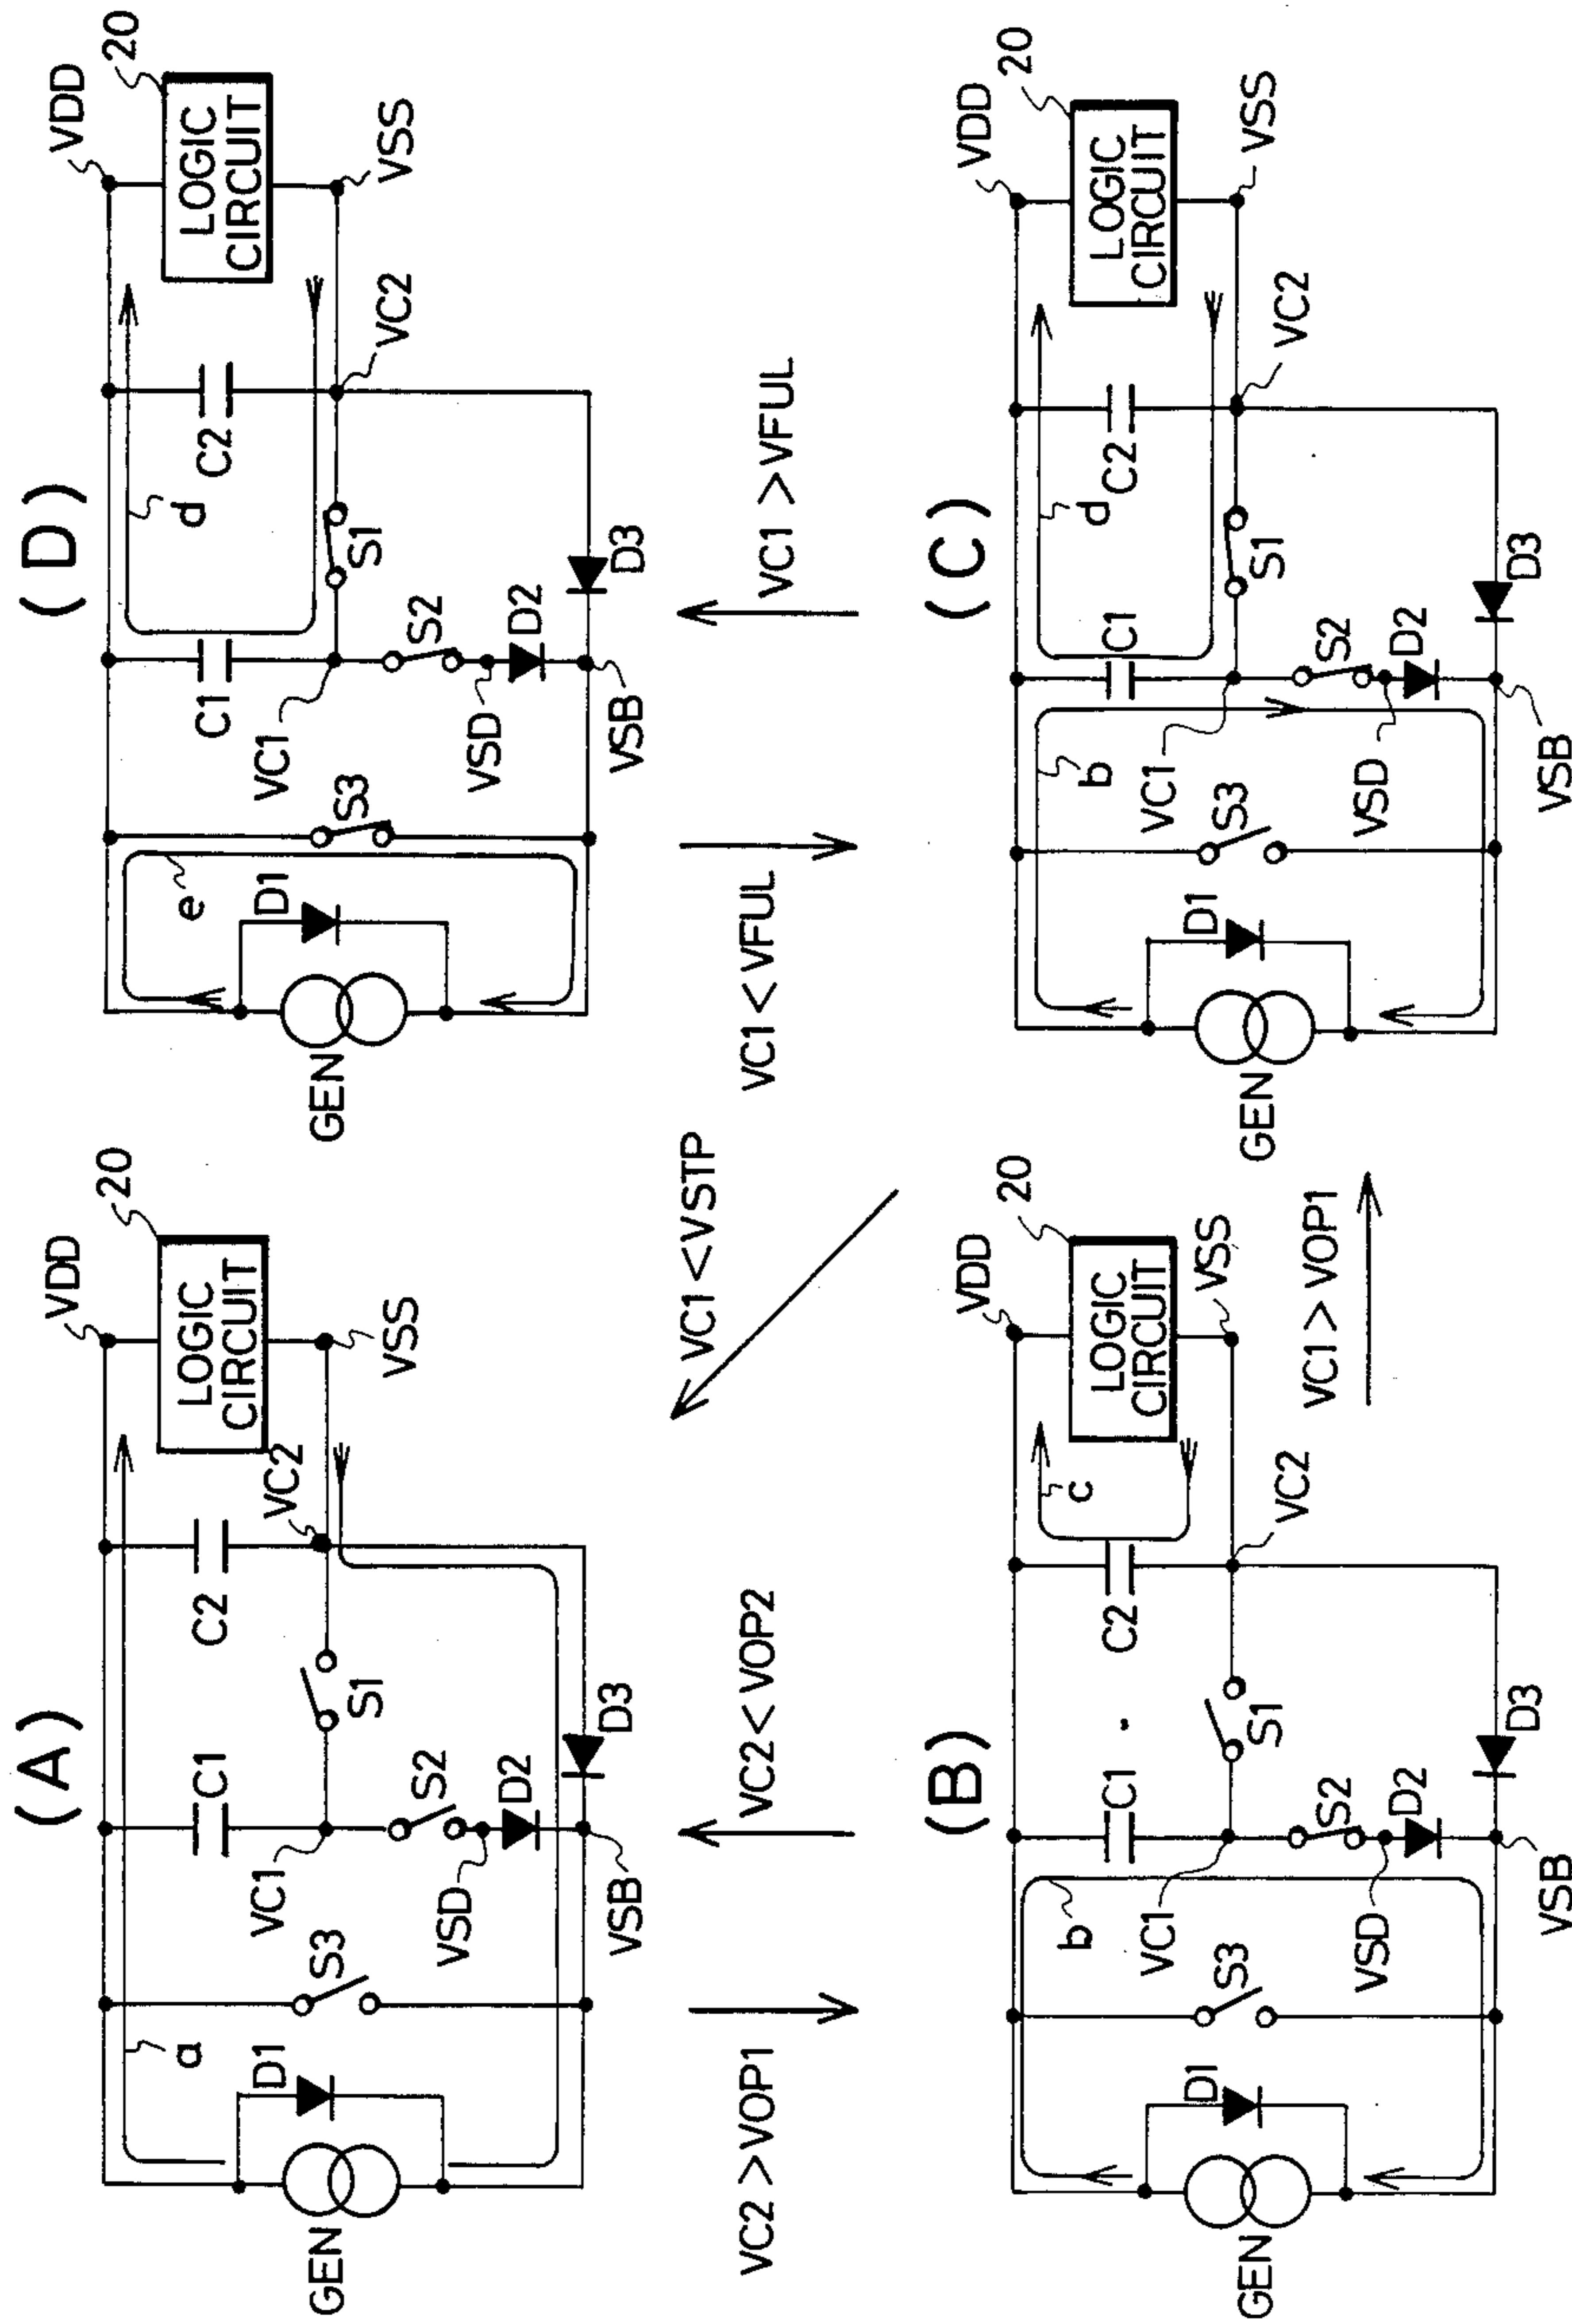 (A)
VDD
20
LOGIC
CIRCUIT
VSS
VC2
C2
C1
S1
VC1
S2
D2
D3
VSD
VSB
S3
a
D1
GEN
(D)
VDD
20
LOGIC
CIRCUIT
VSS
VC2
C2
d
S1
C1
VC1
S2
D2
D3
VSD
VSB
S3
e
D1
GEN
VC2 > VOP1
VC2 < VOP2
VC1 < VSTP
VC1 < VFUL
VC1 > VFUL
(B)
VDD
20
LOGIC
CIRCUIT
VSS
c
VC2
C2
C1
S1
VC1
S2
D2
D3
VSD
VSB
S3
b
D1
GEN
VC1 > VOP1
(C)
VDD
20
LOGIC
CIRCUIT
VSS
VC2
C2
d
S1
C1
VC1
S2
D2
D3
VSD
VSB
S3
b
D1
GEN